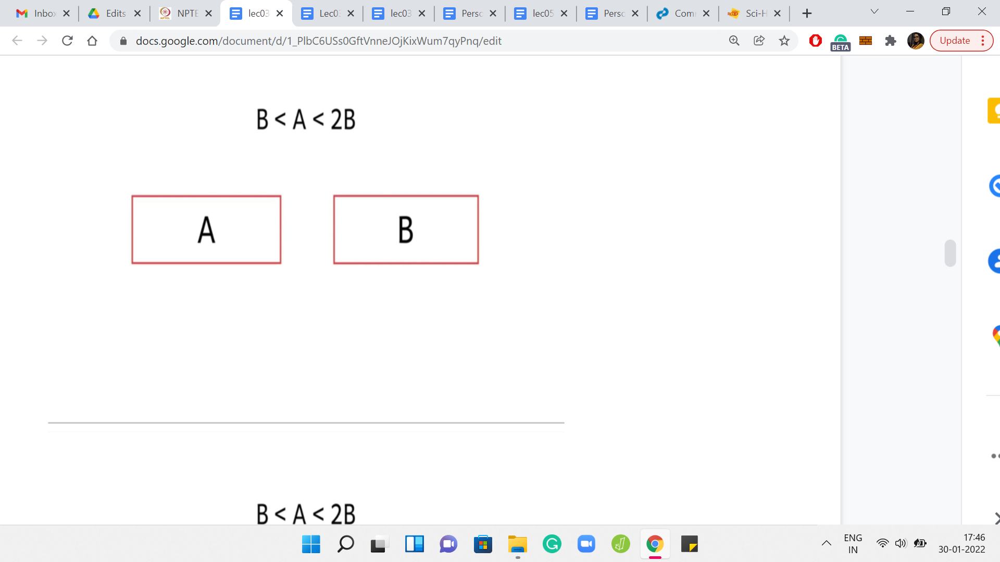 Inbox
Edits
NPTE
lec03
Lec03
lec03
Perso
lec05
Perso
Com
Sci-H
docs.google.com/document/d/1_PlbC6USs0GftVnneJOjKixWum7qyPnq/edit
BETA
Update
B < A < 2B
A
B
B < A < 2B
ENG
IN
17:46
30-01-2022